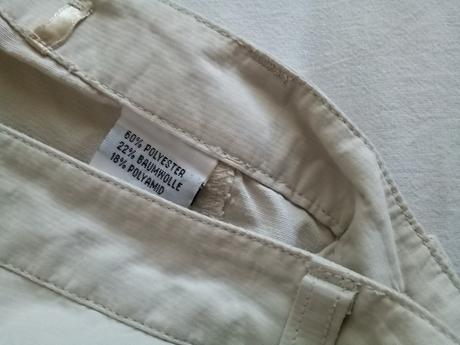 60% POLYESTER
22% BAUMWOLLE
18% POLYAMID